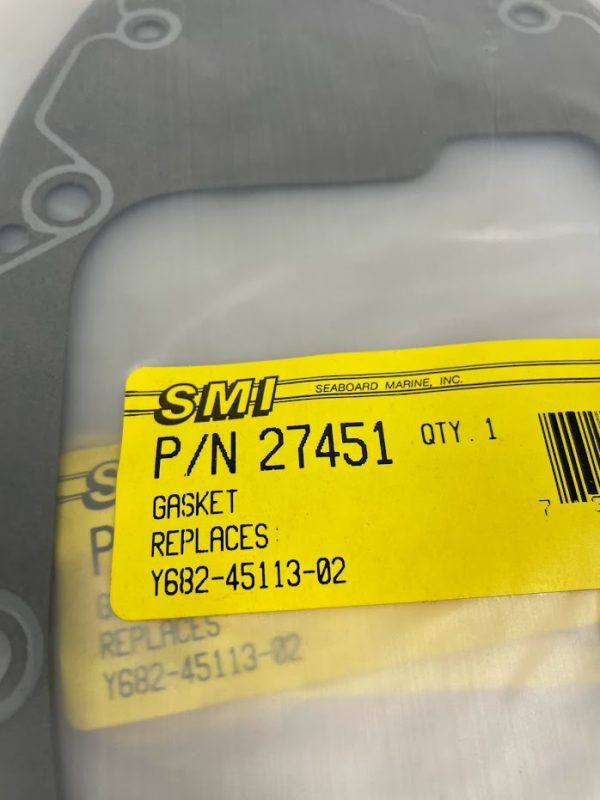 SMI SEABOARD MARINE, INC.
P/N 27451 QTY. 1
GASKET
REPLACES:
Y682-45113-02
REPLACES
Y682-45113-02